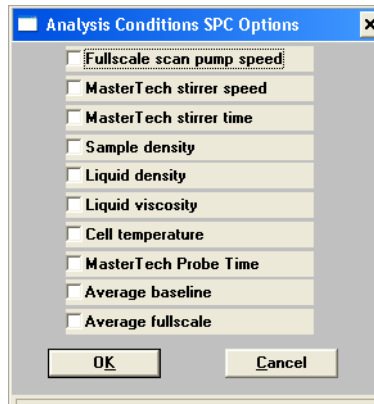 Analysis Conditions SPC Options
Fullscale scan pump speed
MasterTech stirrer speed
MasterTech stirrer time
Sample density
Liquid density
Liquid viscosity
Cell temperature
MasterTech Probe Time
Average baseline
Average fullscale
OK Cancel